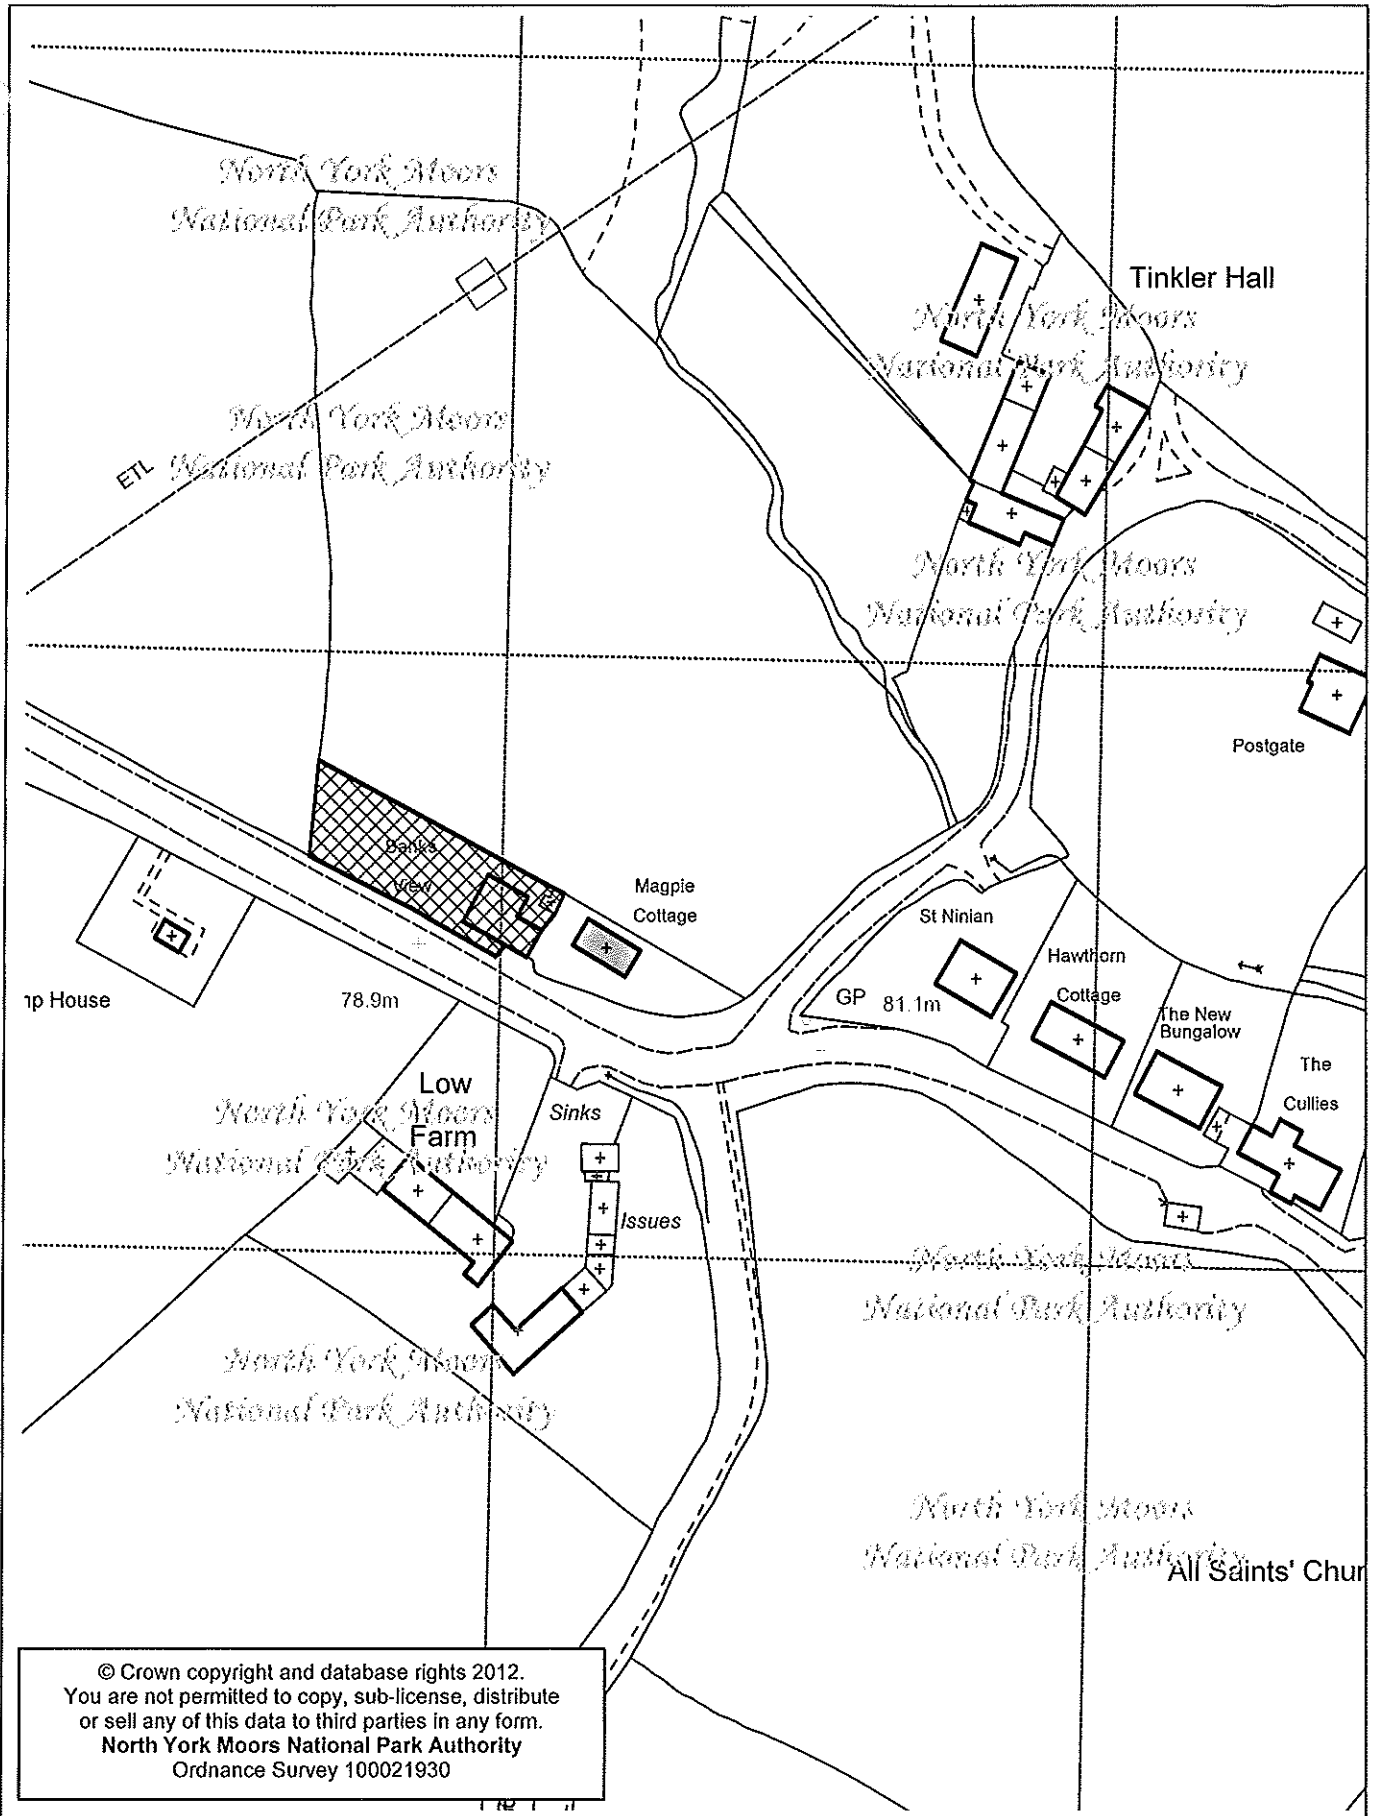 North York Moors
National Park Authority
Tinkler Hall
North York Moors
National Park Authority
North York Moors
National Park Authority
ETL
North York Moors
National Park Authority
Postgate
Banks
View
Magpie
Cottage
St Ninian
Hawthorn
Cottage
The New
Bungalow
The
Cullies
GP
81.1m
78.9m
House
Low
Farm
Sinks
Issues
North York Moors
National Park Authority
North York Moors
National Park Authority
North York Moors
National Park Authority
North York Moors
National Park Authority
All Saints' Chur
© Crown copyright and database rights 2012.
You are not permitted to copy, sub-license, distribute
or sell any of this data to third parties in any form.
North York Moors National Park Authority
Ordnance Survey 100021930